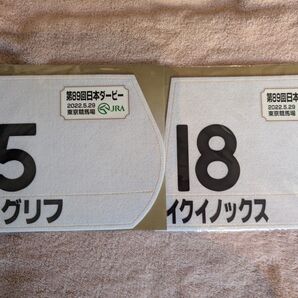 第89回日本ダービー
2022.5.29
東京競馬場
JRA
5
グリフ
第89回日本ダー
2022.5.29
東京競馬場
18
イクイノックス